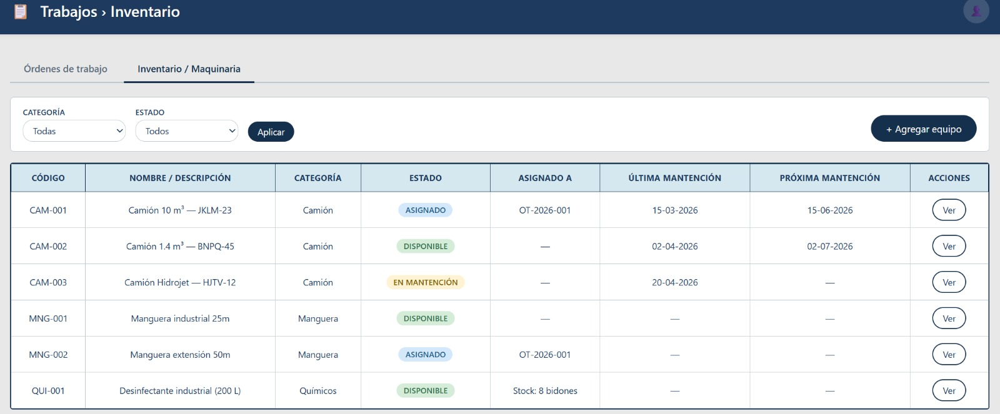 Trabajos › Inventario
Órdenes de trabajo Inventario / Maquinaria
CATEGORÍA ESTADO
Todas Todos Aplicar + Agregar equipo
CÓDIGO NOMBRE / DESCRIPCIÓN CATEGORÍA ESTADO ASIGNADO A ÚLTIMA MANTENCIÓN PRÓXIMA MANTENCIÓN ACCIONES
CAM-001 Camión 10 m³ — JKLM-23 Camión ASIGNADO OT-2026-001 15-03-2026 15-06-2026 Ver
CAM-002 Camión 1.4 m³ — BNPQ-45 Camión DISPONIBLE — 02-04-2026 02-07-2026 Ver
CAM-003 Camión Hidrojet — HJTV-12 Camión EN MANTENCIÓN — 20-04-2026 — Ver
MNG-001 Manguera industrial 25m Manguera DISPONIBLE — — — Ver
MNG-002 Manguera extensión 50m Manguera ASIGNADO OT-2026-001 — — Ver
QUI-001 Desinfectante industrial (200 L) Químicos DISPONIBLE Stock: 8 bidones — — Ver